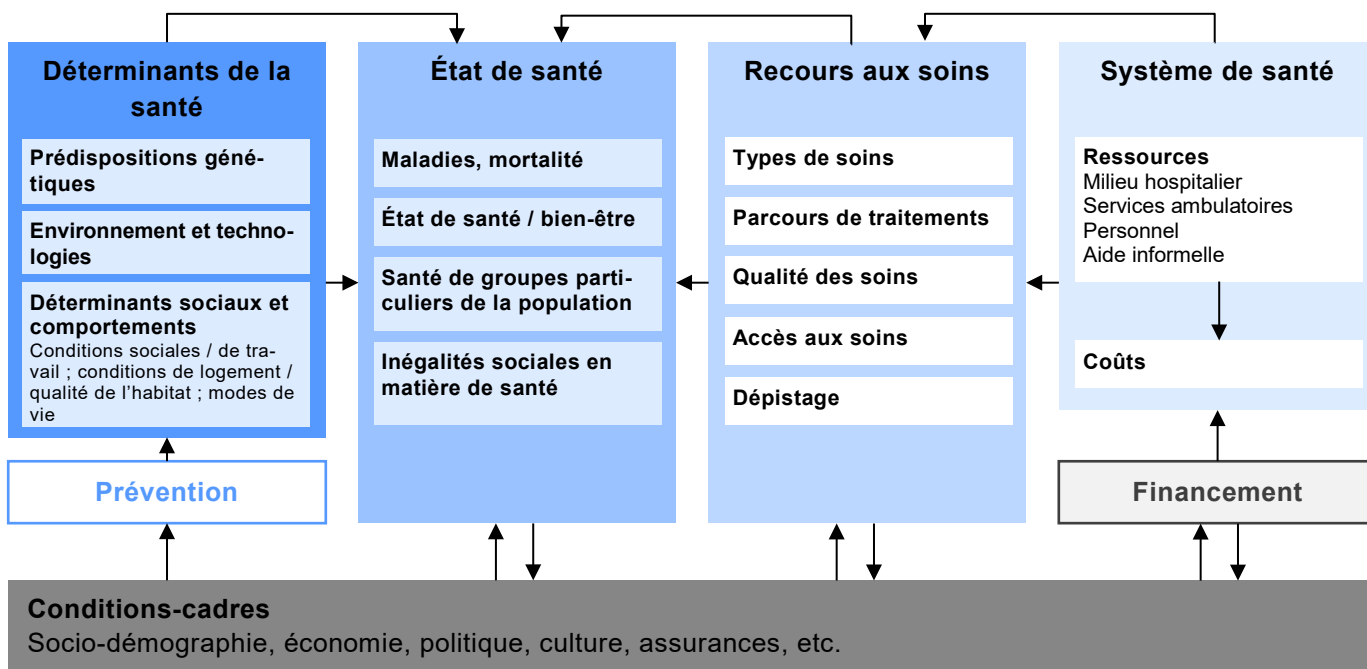 Déterminants de la
santé
Prédispositions géné-
tiques
Environnement et techno-
logies
Déterminants sociaux et
comportements
Conditions sociales / de tra-
vail ; conditions de logement /
qualité de l’habitat ; modes de
vie
Prévention
État de santé
Maladies, mortalité
État de santé / bien-être
Santé de groupes parti-
culiers de la population
Inégalités sociales en
matière de santé
Recours aux soins
Types de soins
Parcours de traitements
Qualité des soins
Accès aux soins
Dépistage
Système de santé
Ressources
Milieu hospitalier
Services ambulatoires
Personnel
Aide informelle
Coûts
Financement
Conditions-cadres
Socio-démographie, économie, politique, culture, assurances, etc.